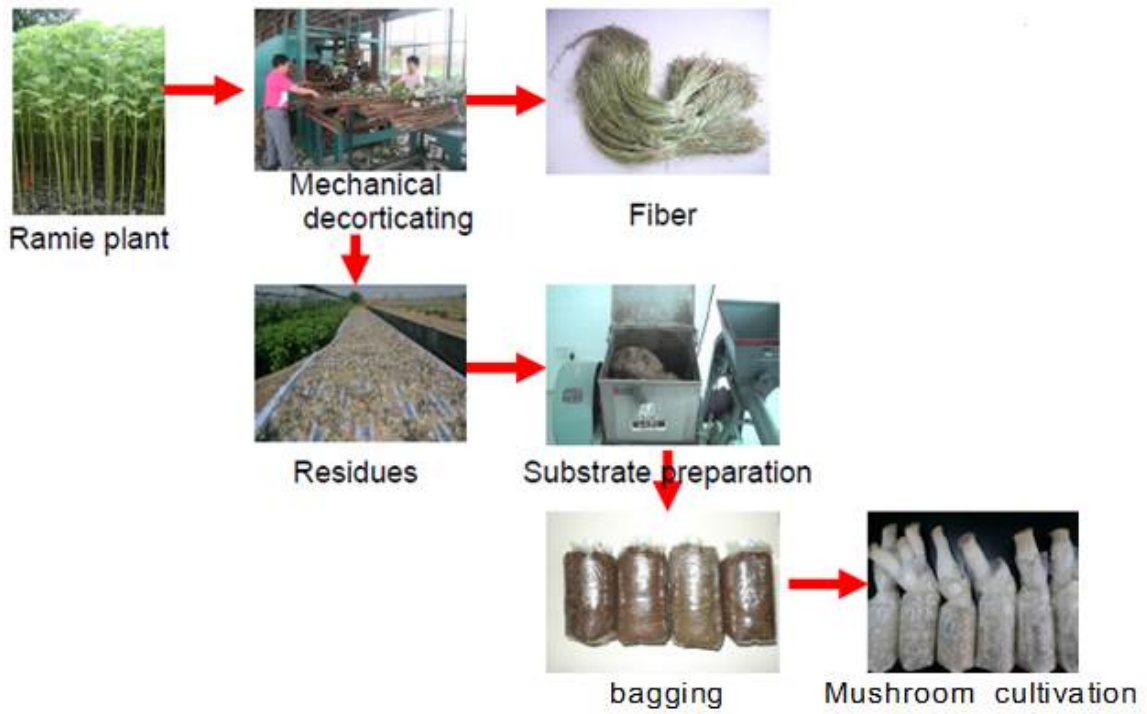 Ramie plant
Mechanical
decorticating
Fiber
Residues
Substrate preparation
bagging
Mushroom cultivation